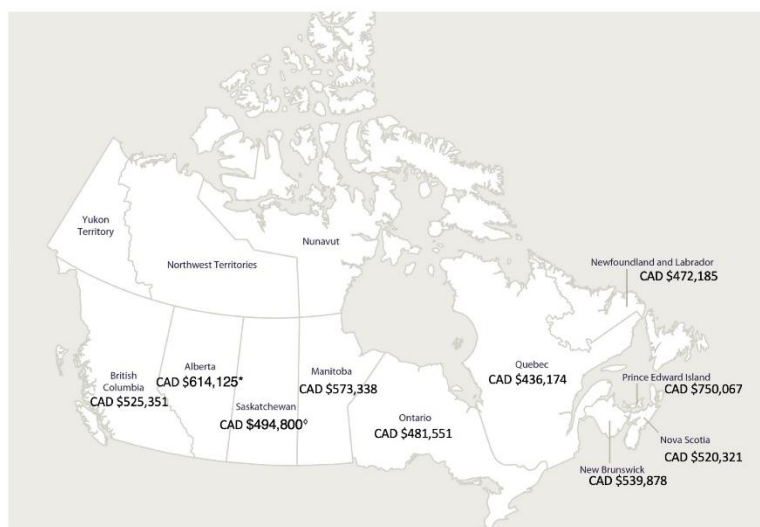 Yukon
Territory
Northwest Territories
Nunavut
Newfoundland and Labrador
CAD $472,185
British
Columbia
CAD $525,351
Alberta
CAD $614,125*
Saskatchewan
CAD $494,800°
Manitoba
CAD $573,338
Ontario
CAD $481,551
Quebec
CAD $436,174
Prince Edward Island
CAD $750,067
Nova Scotia
CAD $520,321
New Brunswick
CAD $539,878